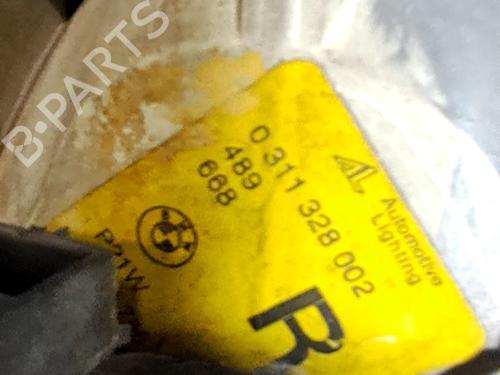 B·PARTS
AL
Automotive
Lighting
0 311 328 002
489
668
P21W
R